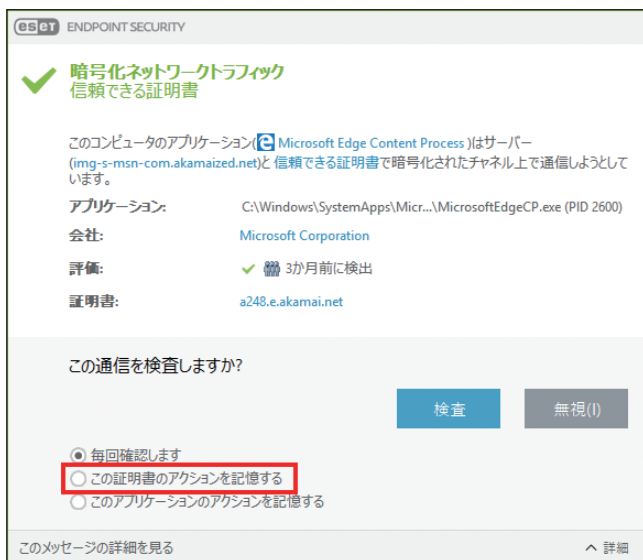 eset ENDPOINT SECURITY
暗号化ネットワークトラフィック
信頼できる証明書
このコンピュータのアプリケーション( Microsoft Edge Content Process )はサーバー
(img-s-msn-com.akamaized.net)と 信頼できる証明書で暗号化されたチャネル上で通信しようとして
います。
アプリケーション: C:\Windows\SystemApps\Micr...\MicrosoftEdgeCP.exe (PID 2600)
会社: Microsoft Corporation
評価: 3か月前に検出
証明書: a248.e.akamai.net
この通信を検査しますか?
検査 無視(I)
毎回確認します
この証明書のアクションを記憶する
このアプリケーションのアクションを記憶する
このメッセージの詳細を見る 詳細